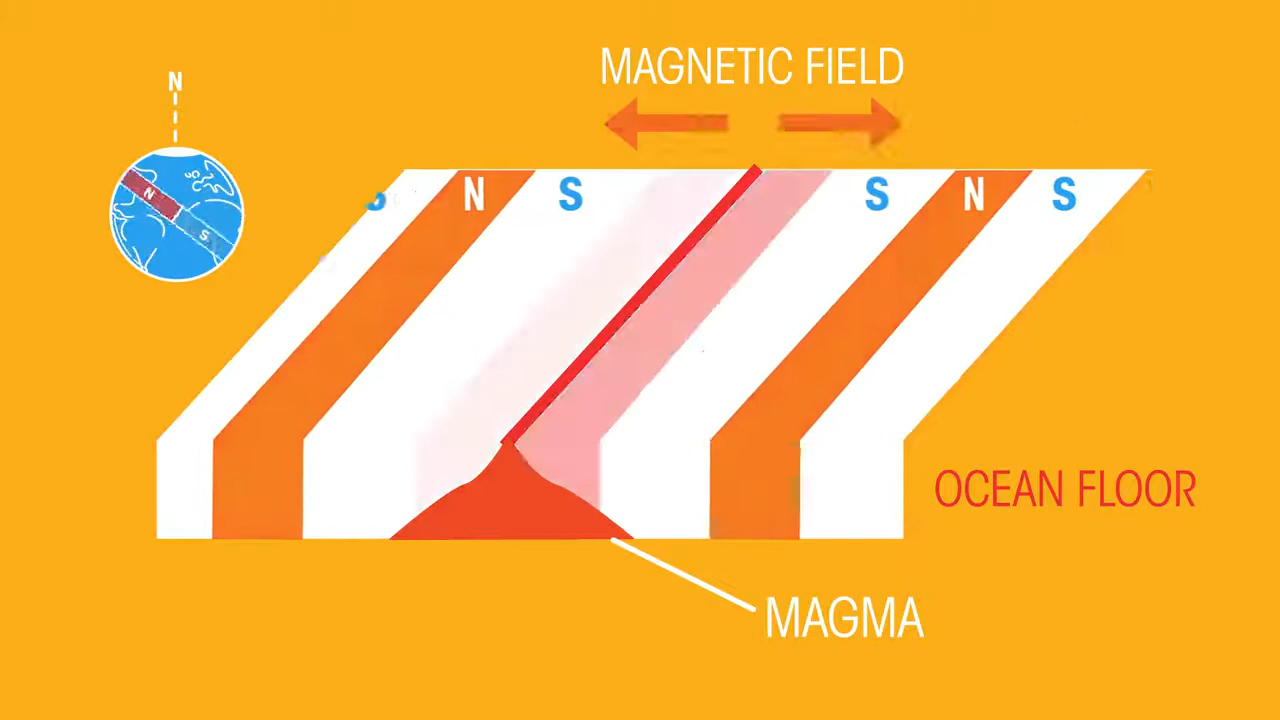 MAGNETIC FIELD
N
N
S
S N S S N S
OCEAN FLOOR
MAGMA